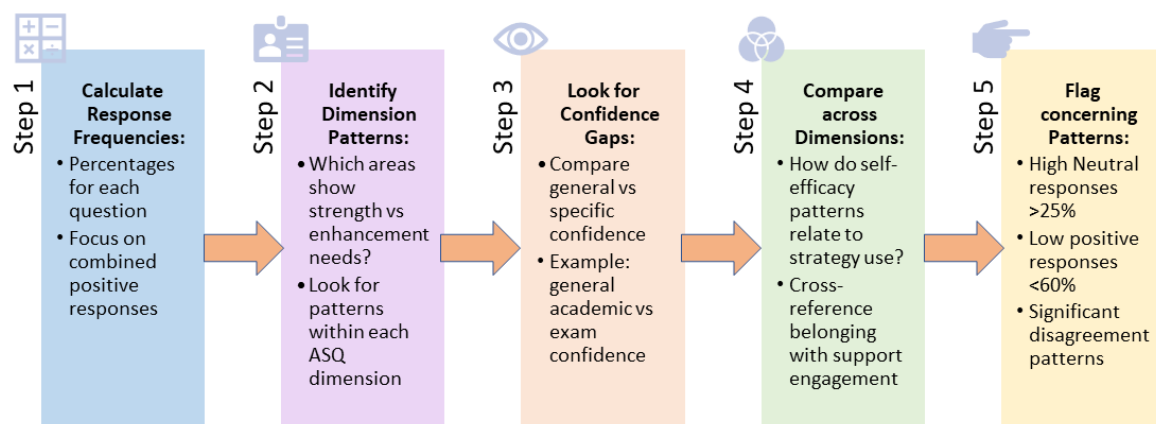 Step 1
Calculate
Response
Frequencies:
• Percentages
for each
question
• Focus on
combined
positive
responses
Step 2
Identify
Dimension
Patterns:
• Which areas
show
strength vs
enhancement
needs?
• Look for
patterns
within each
ASQ
dimension
Step 3
Look for
Confidence
Gaps:
• Compare
general vs
specific
confidence
• Example:
general
academic vs
exam
confidence
Step 4
Compare
across
Dimensions:
• How do self-
efficacy
patterns
relate to
strategy use?
• Cross-
reference
belonging
with support
engagement
Step 5
Flag
concerning
Patterns:
• High Neutral
responses
>25%
• Low positive
responses
<60%
• Significant
disagreement
patterns